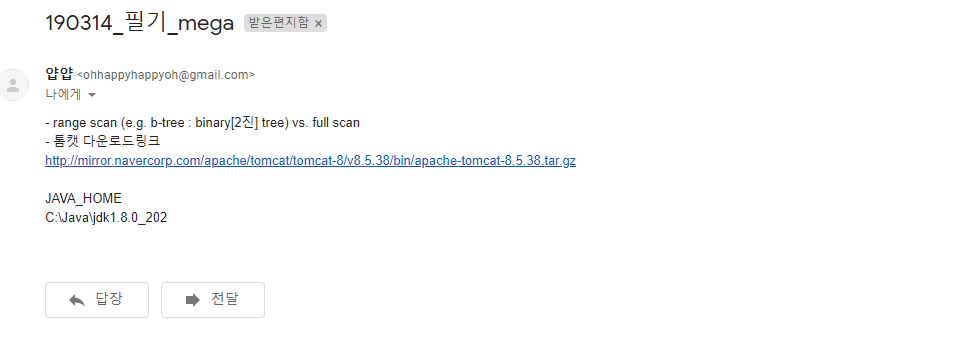 190314_필기_mega 받은편지함 ×
얍얍 <ohhappyhappyoh@gmail.com>
나에게
- range scan (e.g. b-tree : binary[2진] tree) vs. full scan
- 톰캣 다운로드링크
http://mirror.navercorp.com/apache/tomcat/tomcat-8/v8.5.38/bin/apache-tomcat-8.5.38.tar.gz
JAVA_HOME
C:\Java\jdk1.8.0_202
답장 전달